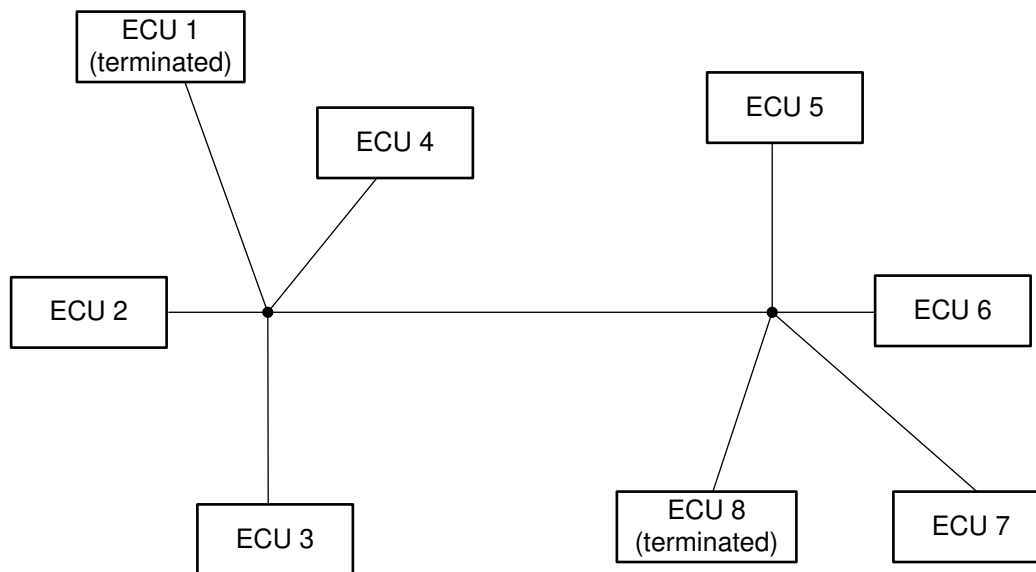 ECU 1
(terminated)
ECU 4
ECU 5
ECU 2
ECU 6
ECU 3
ECU 8
(terminated)
ECU 7